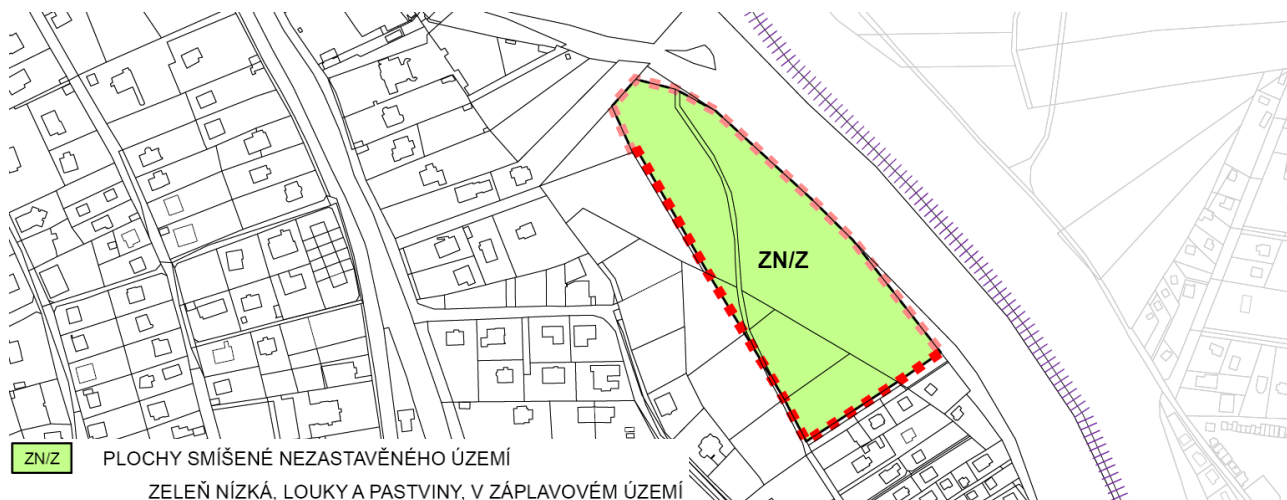 ZN/Z
ZN/Z PLOCHY SMÍŠENÉ NEZASTAVĚNÉHO ÚZEMÍ
ZELEŇ NÍZKÁ, LOUKY A PASTVINY, V ZÁPLAVOVÉM ÚZEMÍ